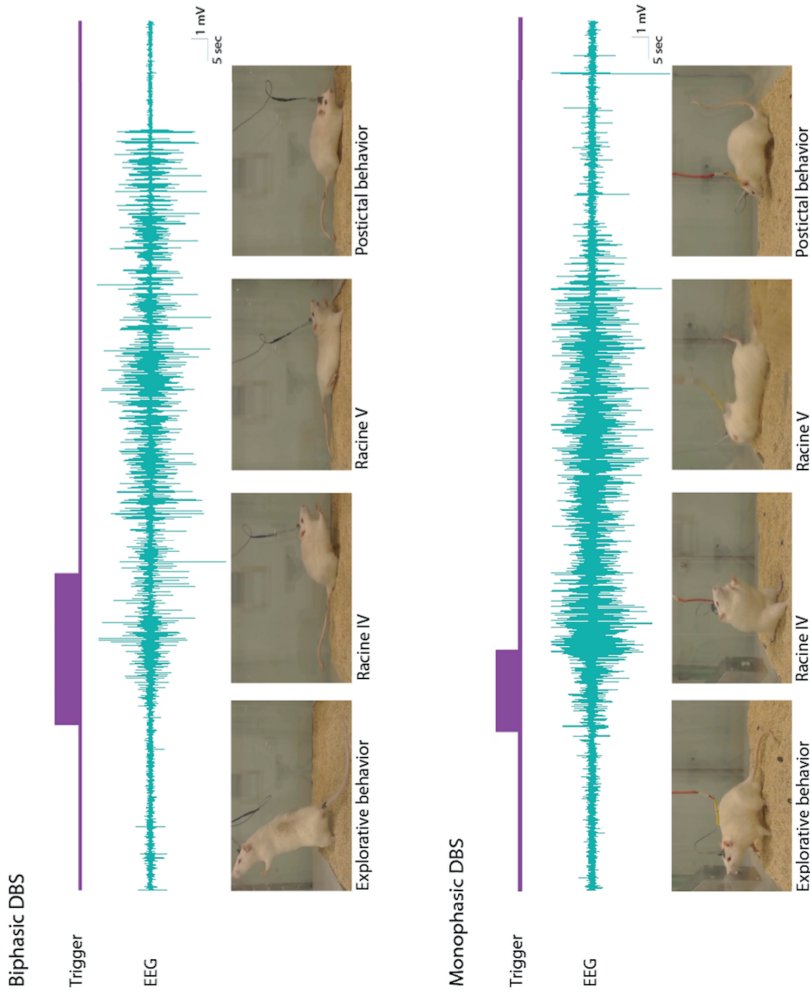 Biphasic DBS
Trigger
EEG
1 mV
5 sec
Explorative behavior
Racine IV
Racine V
Postictal behavior
Monophasic DBS
Trigger
EEG
1 mV
5 sec
Explorative behavior
Racine IV
Racine V
Postictal behavior